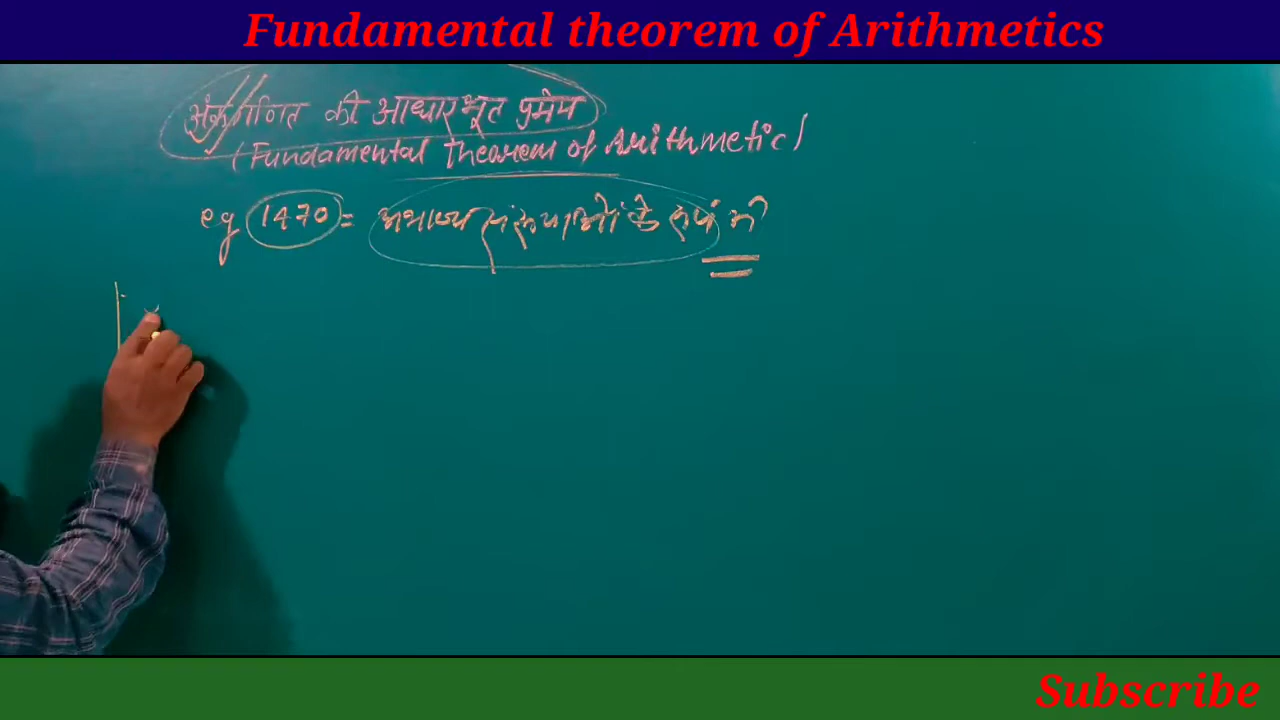 Fundamental theorem of Arithmetics
अंकगणित की आधारभूत प्रमेय
(Fundamental Theorem of Arithmetic)
eg 1470 = अभाज्य संख्याओं के रूप में
Subscribe